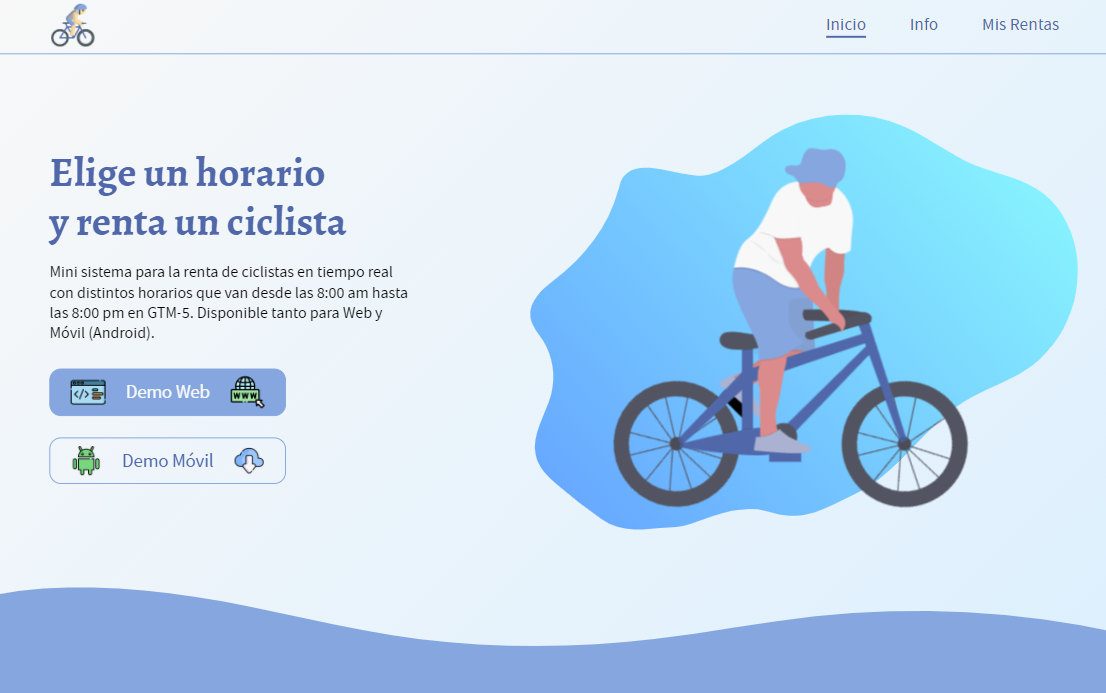 Inicio Info Mis Rentas
Elige un horario
y renta un ciclista
Mini sistema para la renta de ciclistas en tiempo real
con distintos horarios que van desde las 8:00 am hasta
las 8:00 pm en GTM-5. Disponible tanto para Web y
Móvil (Android).
Demo Web
WWW
Demo Móvil